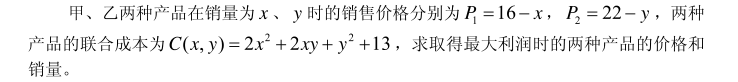 甲、乙两种产品在销量为 x 、 y 时的销售价格分别为 P₁ =16− x ， P₂ = 22− y ，两种
产品的联合成本为 C(x, y) = 2x² + 2xy + y² +13 ，求取得最大利润时的两种产品的价格和
销量。